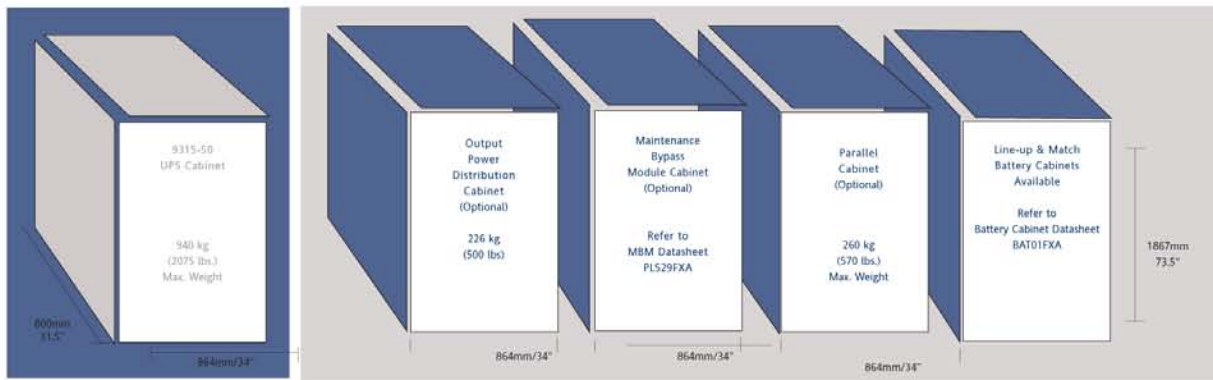 9315-50
UPS Cabinet
940 kg
(2075 lbs.)
Max. Weight
800mm
31.5"
864mm/34"
Output
Power
Distribution
Cabinet
(Optional)
226 kg
(500 lbs)
864mm/34"
Maintenance
Bypass
Module Cabinet
(Optional)
Refer to
MBM Datasheet
PLS29FXA
864mm/34"
Parallel
Cabinet
(Optional)
260 kg
(570 lbs.)
Max. Weight
864mm/34"
Line-up & Match
Battery Cabinets
Available
Refer to
Battery Cabinet Datasheet
BAT01FXA
1867mm
73.5"